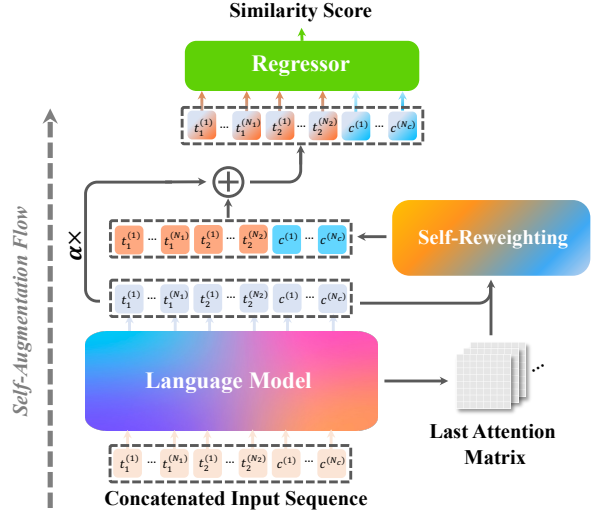 Similarity Score
Regressor
t₁⁽¹⁾ ... t₁⁽ᴺ¹⁾ t₂⁽¹⁾ ... t₂⁽ᴺ²⁾ c⁽¹⁾ ... c⁽ᴺᶜ⁾
+
α×
t₁⁽¹⁾ ... t₁⁽ᴺ¹⁾ t₂⁽¹⁾ ... t₂⁽ᴺ²⁾ c⁽¹⁾ ... c⁽ᴺᶜ⁾
Self-Reweighting
t₁⁽¹⁾ ... t₁⁽ᴺ¹⁾ t₂⁽¹⁾ ... t₂⁽ᴺ²⁾ c⁽¹⁾ ... c⁽ᴺᶜ⁾
Self-Augmentation Flow
Language Model
...
Last Attention
Matrix
t₁⁽¹⁾ ... t₁⁽ᴺ¹⁾ t₂⁽¹⁾ ... t₂⁽ᴺ²⁾ c⁽¹⁾ ... c⁽ᴺᶜ⁾
Concatenated Input Sequence